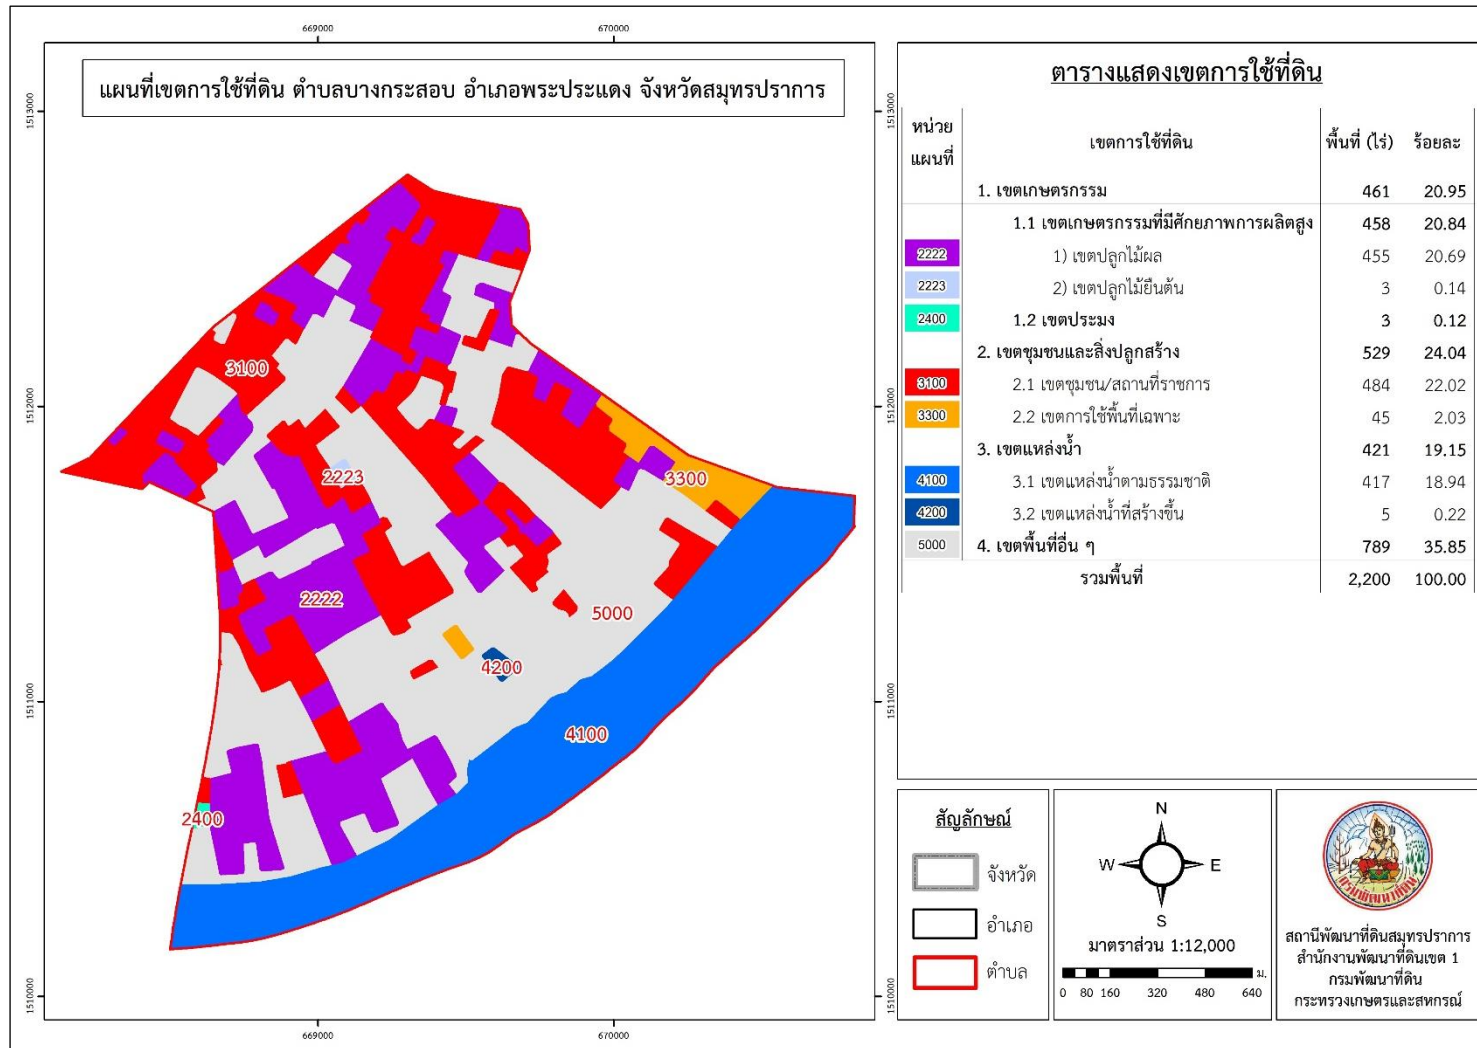 669000
670000
แผนที่เขตการใช้ที่ดิน ตำบลบางกระสอบ อำเภอพระประแดง จังหวัดสมุทรปราการ
1513000
1513000
1512000
1512000
1511000
1511000
1510000
1510000
3100
2223
3300
2222
5000
4200
4100
2400
669000
670000
ตารางแสดงเขตการใช้ที่ดิน
หน่วยแผนที่ เขตการใช้ที่ดิน พื้นที่ (ไร่) ร้อยละ
1. เขตเกษตรกรรม 461 20.95
1.1 เขตเกษตรกรรมที่มีศักยภาพการผลิตสูง 458 20.84
2222 1) เขตปลูกไม้ผล 455 20.69
2223 2) เขตปลูกไม้ยืนต้น 3 0.14
2400 1.2 เขตประมง 3 0.12
2. เขตชุมชนและสิ่งปลูกสร้าง 529 24.04
3100 2.1 เขตชุมชน/สถานที่ราชการ 484 22.02
3300 2.2 เขตการใช้พื้นที่เฉพาะ 45 2.03
3. เขตแหล่งน้ำ 421 19.15
4100 3.1 เขตแหล่งน้ำตามธรรมชาติ 417 18.94
4200 3.2 เขตแหล่งน้ำที่สร้างขึ้น 5 0.22
5000 4. เขตพื้นที่อื่น ๆ 789 35.85
รวมพื้นที่ 2,200 100.00
สัญลักษณ์
จังหวัด
อำเภอ
ตำบล
N
W E
S
มาตราส่วน 1:12,000
ม.
0 80 160 320 480 640
กรมพัฒนาที่ดิน
สถานีพัฒนาที่ดินสมุทรปราการ
สำนักงานพัฒนาที่ดินเขต 1
กรมพัฒนาที่ดิน
กระทรวงเกษตรและสหกรณ์